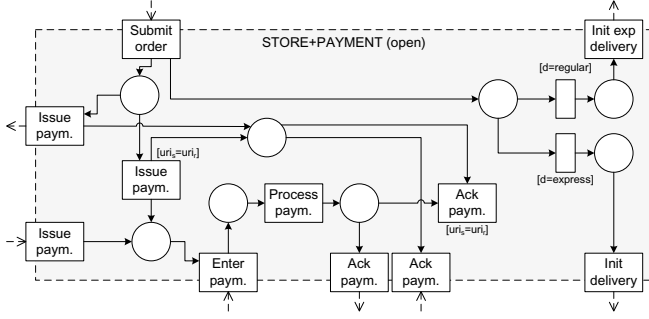 Submit
order
STORE+PAYMENT (open)
Init exp
delivery
[d=regular]
Issue
paym.
[uri_s=uri_r]
Issue
paym.
[d=express]
Process
paym.
Ack
paym.
[uri_s=uri_r]
Issue
paym.
Enter
paym.
Ack
paym.
Ack
paym.
Init
delivery